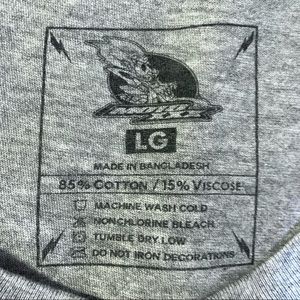 LG
MADE IN BANGLADESH
85% COTTON / 15% VISCOSE
MACHINE WASH COLD
NONCHLORINE BLEACH
TUMBLE DRY LOW
DO NOT IRON DECORATIONS